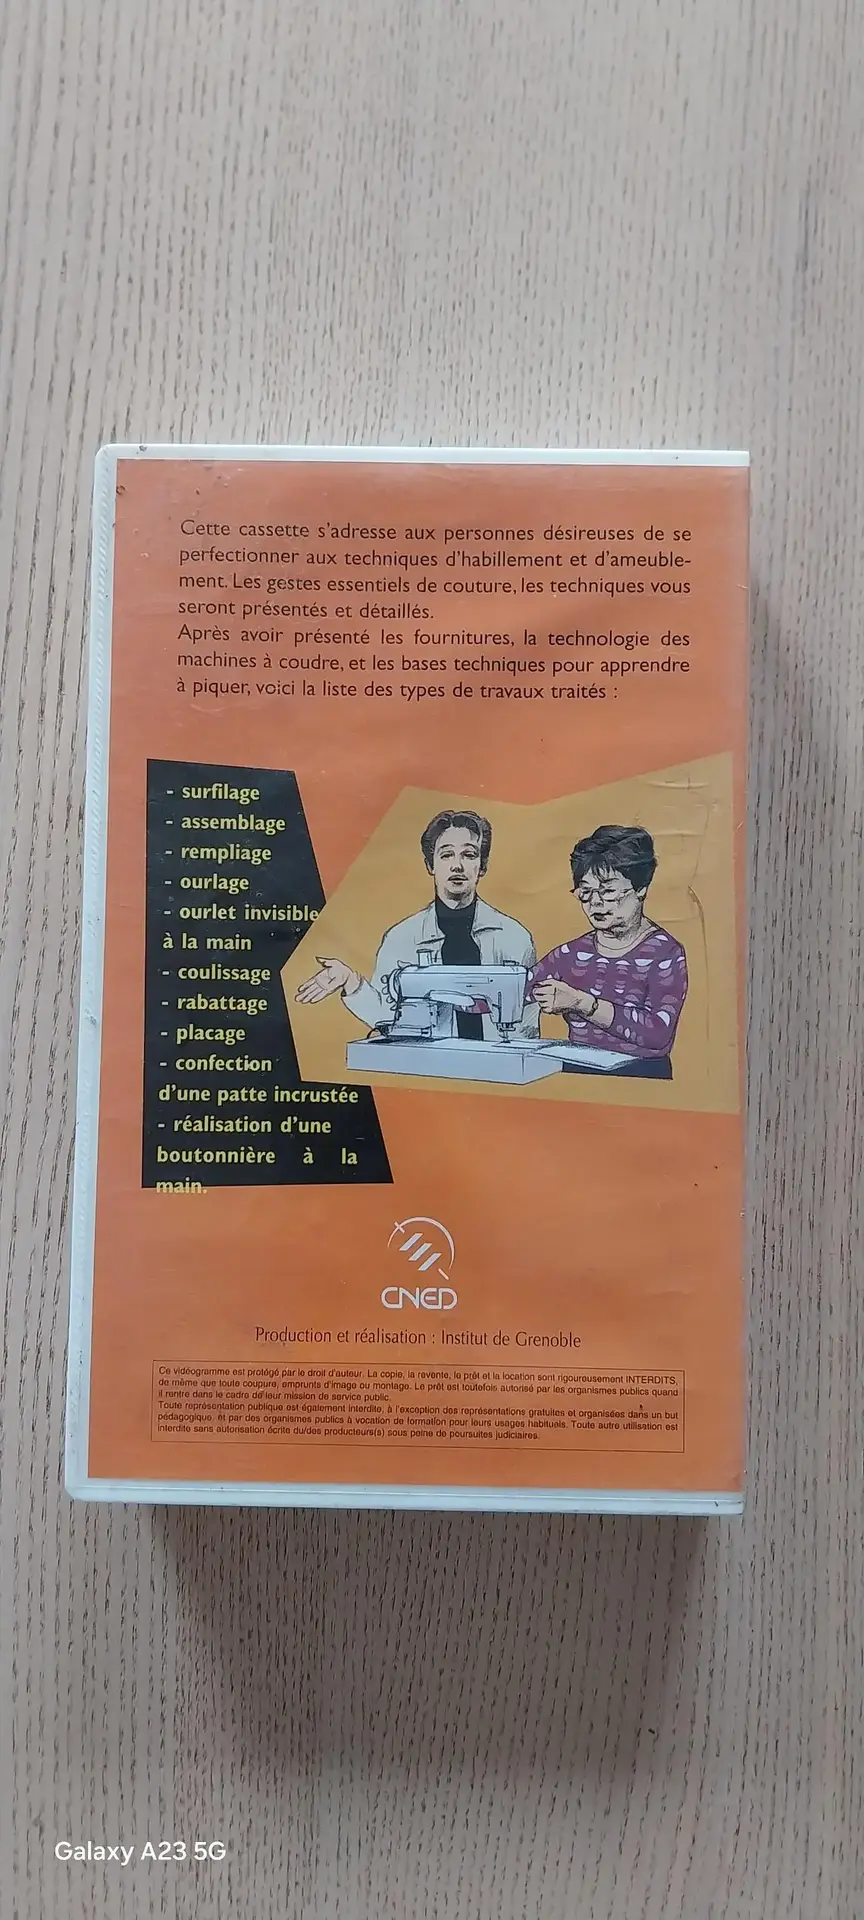 Cette cassette s'adresse aux personnes désireuses de se
perfectionner aux techniques d'habillement et d'ameuble-
ment. Les gestes essentiels de couture, les techniques vous
seront présentés et détaillés.
Après avoir présenté les fournitures, la technologie des
machines à coudre, et les bases techniques pour apprendre
à piquer, voici la liste des types de travaux traités :
- surfilage
- assemblage
- rempliage
- ourlage
- ourlet invisible
à la main
- coulissage
- rabattage
- placage
- confection
d'une patte incrustée
- réalisation d'une
boutonnière à la
main.
CNED
Production et réalisation : Institut de Grenoble
Ce vidéogramme est protégé par le droit d'auteur. La copie, la revente, le prêt et la location sont rigoureusement INTERDITS,
de même que toute coupure, emprunts d'image ou montage. Le prêt est toutefois autorisé par les organismes publics quand
il rentre dans le cadre de leur mission de service public.
Toute représentation publique est également interdite, à l'exception des représentations gratuites et organisées dans un but
pédagogique, et par des organismes publics à vocation de formation pour leurs usages habituels. Toute autre utilisation est
interdite sans autorisation écrite du/des producteurs(s) sous peine de poursuites judiciaires.
Galaxy A23 5G